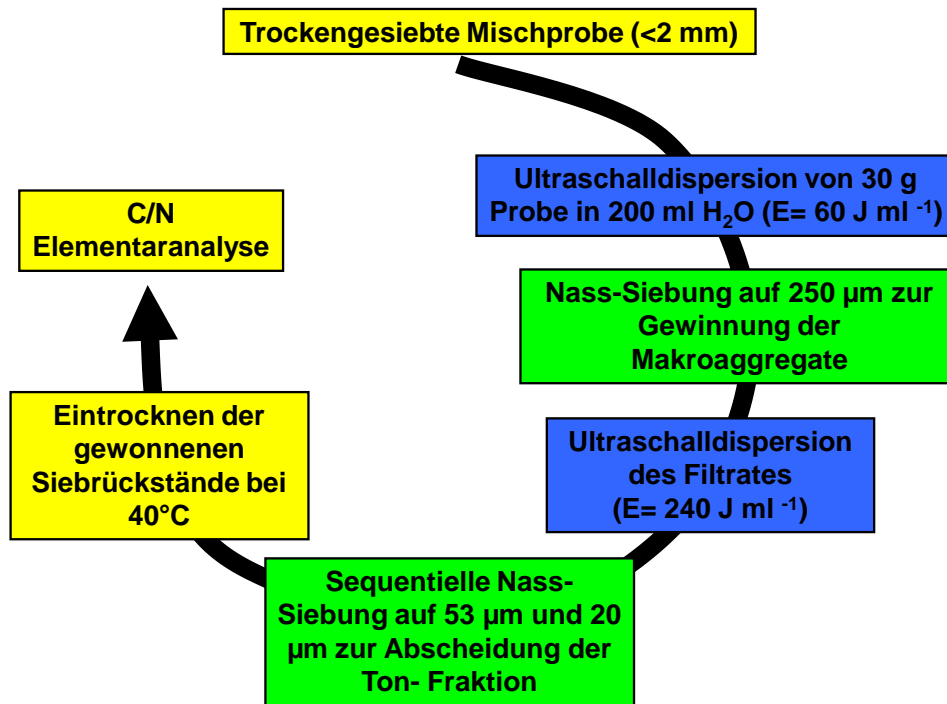 Trockengesiebte Mischprobe (<2 mm)
Ultraschalldispersion von 30 g
Probe in 200 ml H₂O (E= 60 J ml ⁻¹)
Nass-Siebung auf 250 µm zur
Gewinnung der
Makroaggregate
Ultraschalldispersion
des Filtrates
(E= 240 J ml ⁻¹)
Sequentielle Nass-
Siebung auf 53 µm und 20
µm zur Abscheidung der
Ton- Fraktion
Eintrocknen der
gewonnenen
Siebrückstände bei
40°C
C/N
Elementaranalyse